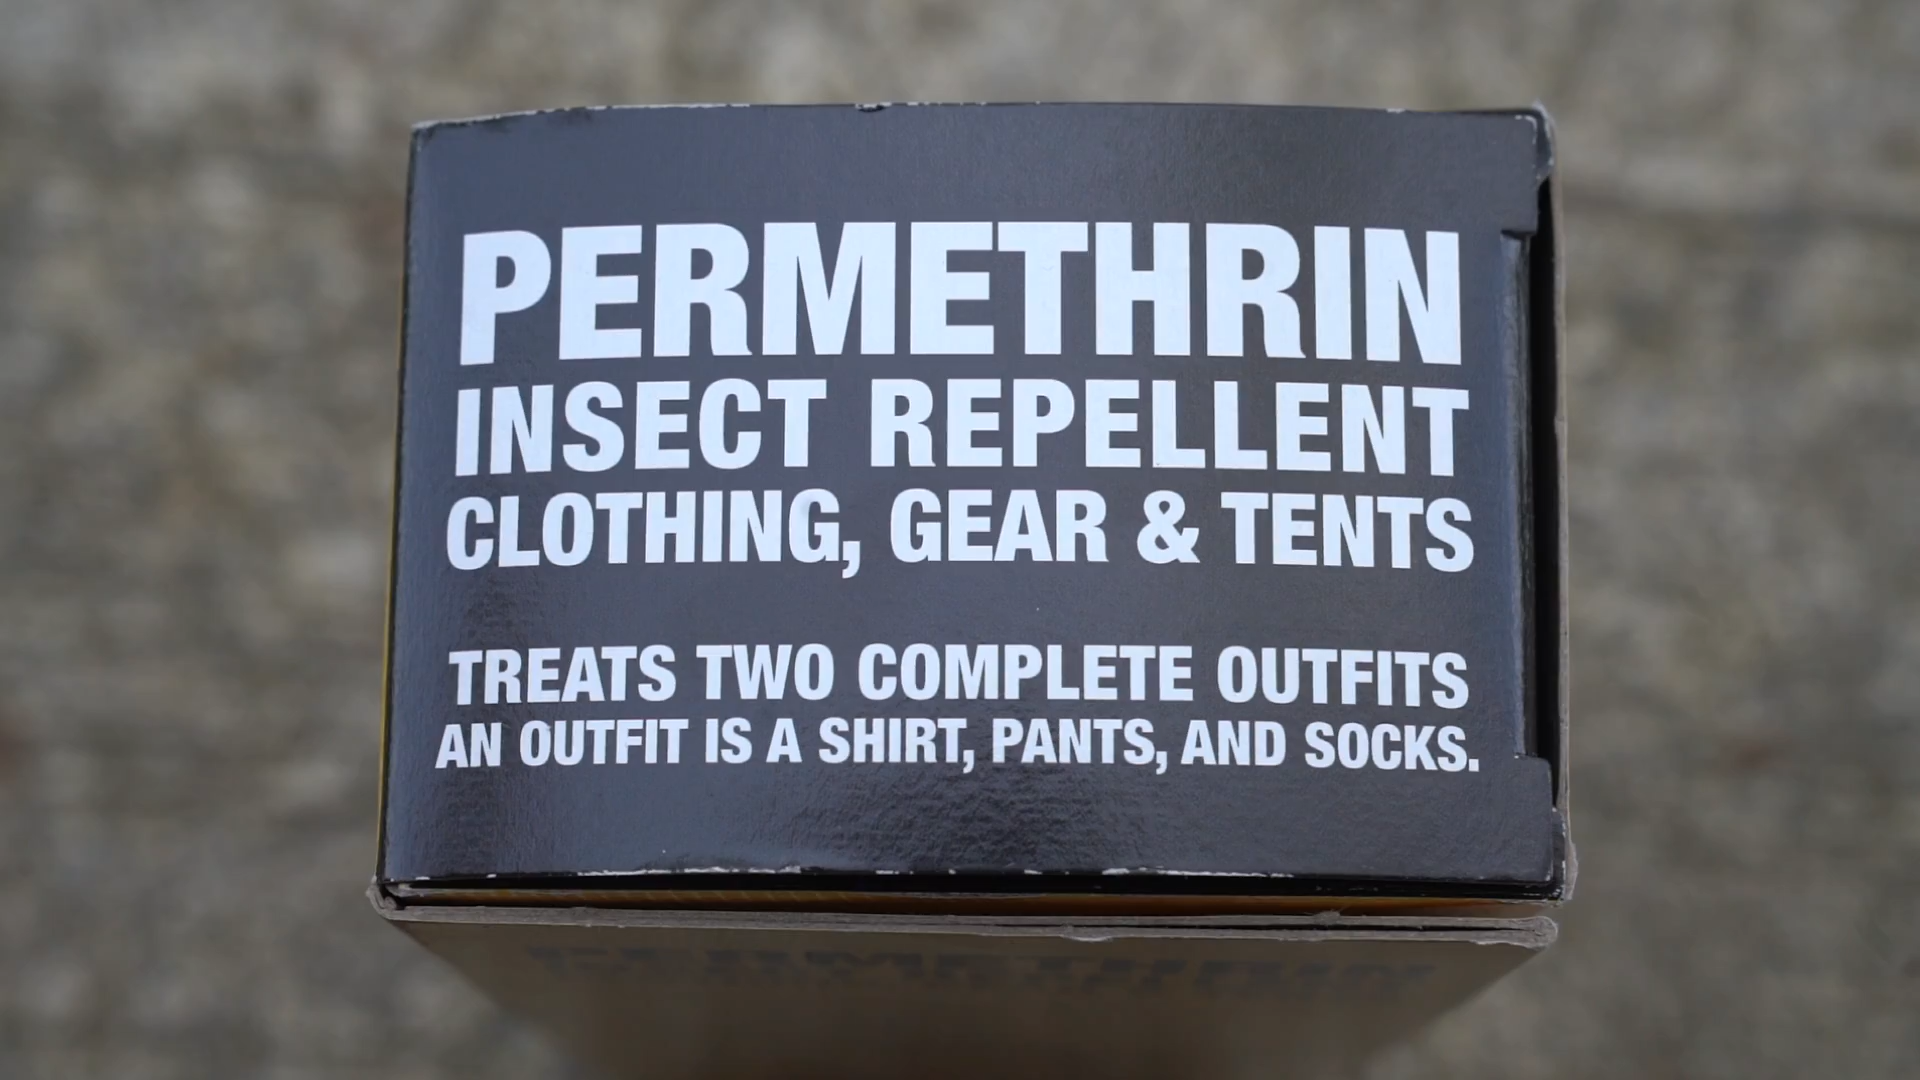 PERMETHRIN
INSECT REPELLENT
CLOTHING, GEAR & TENTS
TREATS TWO COMPLETE OUTFITS
AN OUTFIT IS A SHIRT, PANTS, AND SOCKS.